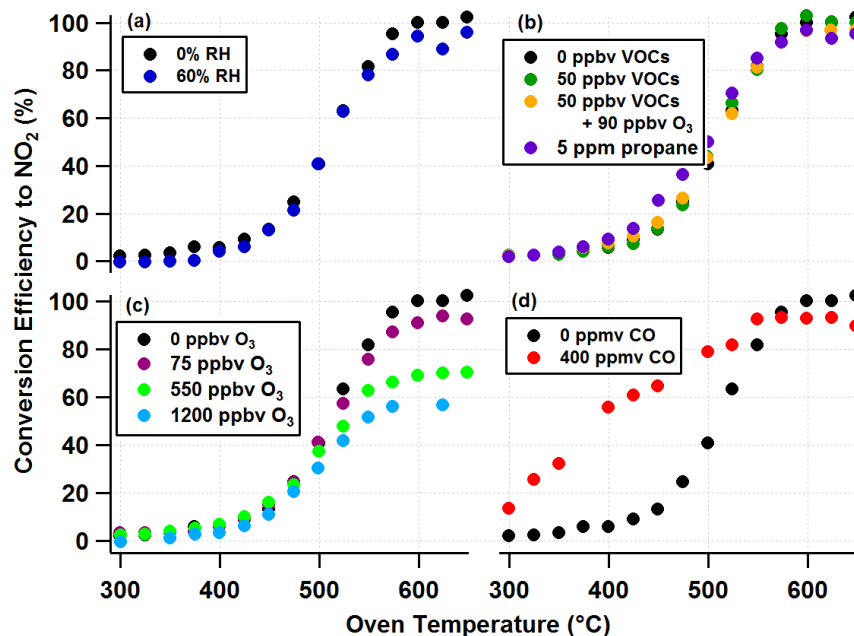 Conversion Efficiency to NO₂ (%)
100
80
60
40
20
0
(a)
0% RH
60% RH
(b)
0 ppbv VOCs
50 ppbv VOCs
50 ppbv VOCs
+ 90 ppbv O₃
5 ppm propane
100
80
60
40
20
0
(c)
0 ppbv O₃
75 ppbv O₃
550 ppbv O₃
1200 ppbv O₃
(d)
0 ppmv CO
400 ppmv CO
300 400 500 600
300 400 500 600
Oven Temperature (°C)